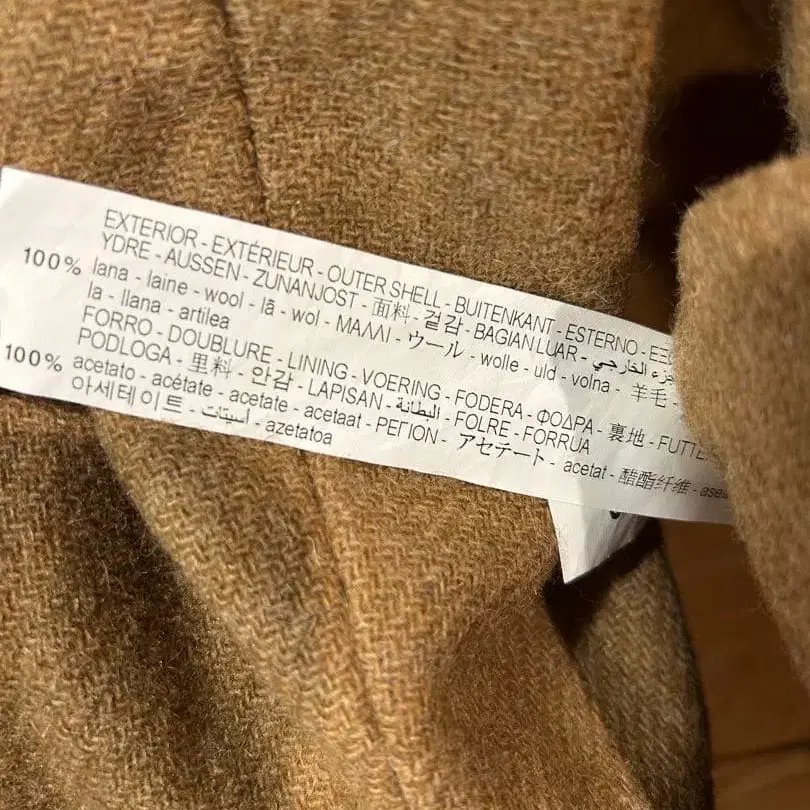 EXTERIOR - EXTÉRIEUR - OUTER SHELL - BUITENKANT - ESTERNO -
YDRE - AUSSEN - ZUNANJOST - 面料 - 겉감 - BAGIAN LUAR - الجزء الخارجي
100% lana - laine - wool - lã - wol - ΜΑΛΛΙ - ウール - wolle - uld - volna - 羊毛 -
la - llana - artilea
FORRO - DOUBLURE - LINING - VOERING - FODERA - ΦΟΔΡΑ - 裏地 -
PODLOGA - 里料 - 안감 - LAPISAN - البطانة - FOLRE - FORRUA
100% acetato - acétate - acetate - acetaat - ΡΕΓΙΟΝ - アセテート - acetat - 醋酯纤维 -
아세테이트 - أسيتات - azetatoa